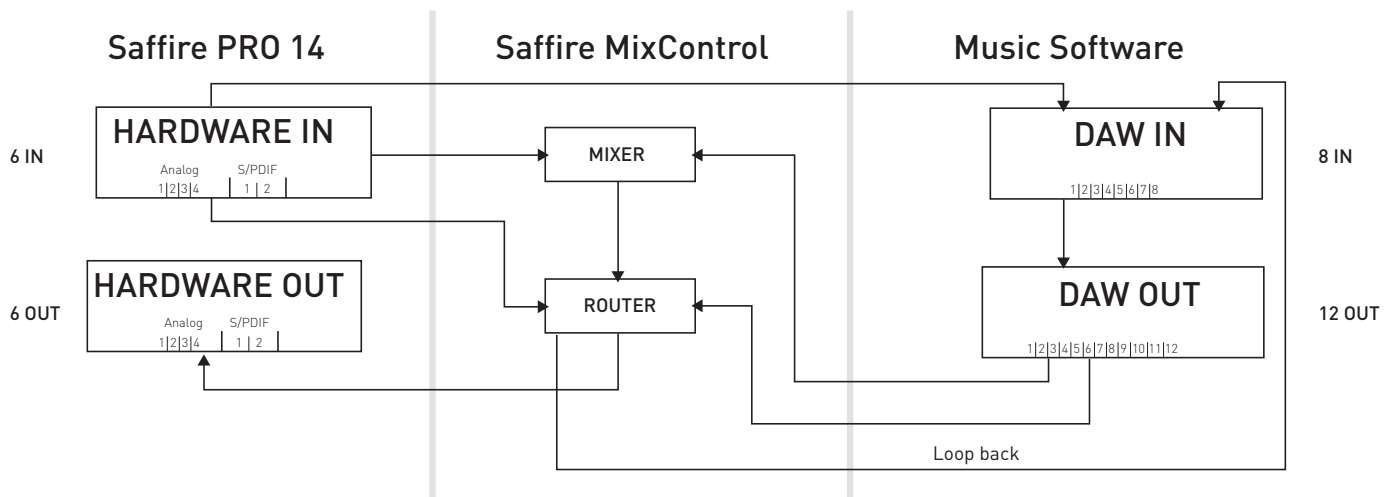 Saffire PRO 14
Saffire MixControl
Music Software
HARDWARE IN
Analog S/PDIF
1|2|3|4 1 | 2
6 IN
MIXER
DAW IN
1|2|3|4|5|6|7|8
8 IN
HARDWARE OUT
Analog S/PDIF
1|2|3|4 1 | 2
6 OUT
ROUTER
DAW OUT
1|2|3|4|5|6|7|8|9|10|11|12
12 OUT
Loop back